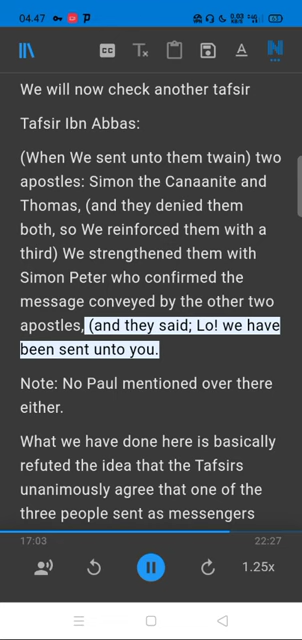 04.47
0.03
KB/S
We will now check another tafsir
Tafsir Ibn Abbas:
(When We sent unto them twain) two
apostles: Simon the Canaanite and
Thomas, (and they denied them
both, so We reinforced them with a
third) We strengthened them with
Simon Peter who confirmed the
message conveyed by the other two
apostles, (and they said; Lo! we have
been sent unto you.
Note: No Paul mentioned over there
either.
What we have done here is basically
refuted the idea that the Tafsirs
unanimously agree that one of the
three people sent as messengers
17:03
22:27
1.25x